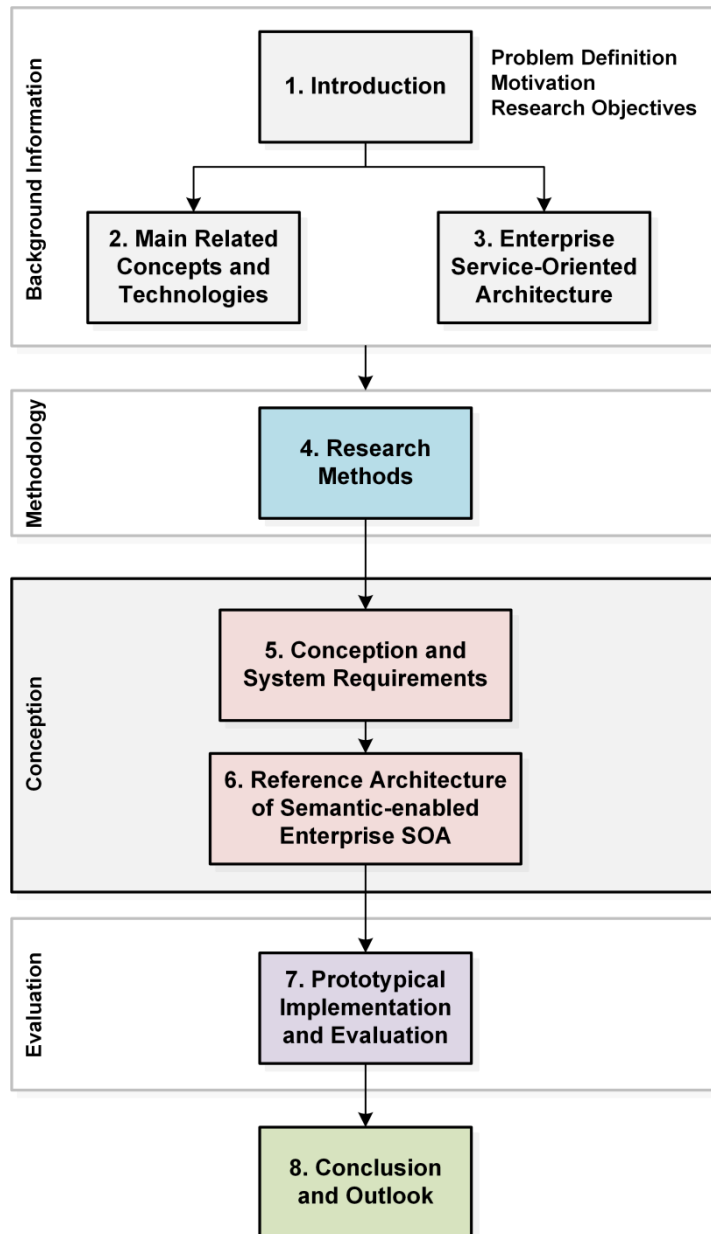 Background Information
1. Introduction
Problem Definition
Motivation
Research Objectives
2. Main Related
Concepts and
Technologies
3. Enterprise
Service-Oriented
Architecture
Methodology
4. Research
Methods
Conception
5. Conception and
System Requirements
6. Reference Architecture
of Semantic-enabled
Enterprise SOA
Evaluation
7. Prototypical
Implementation
and Evaluation
8. Conclusion
and Outlook